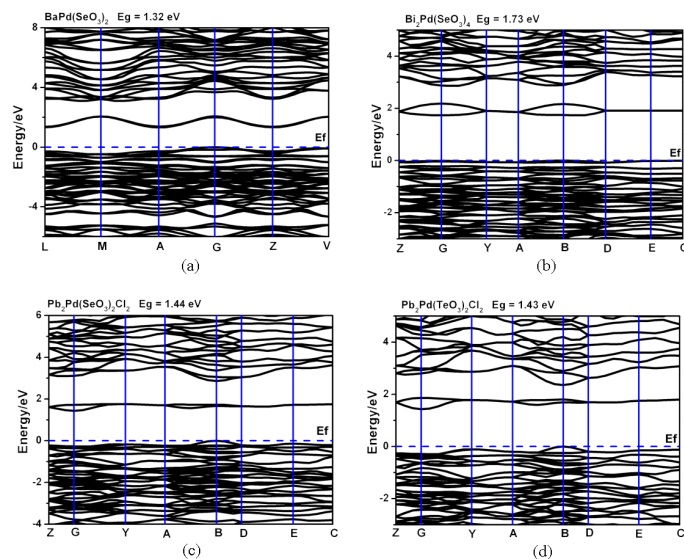 BaPd(SeO₃)₂ Eg = 1.32 eV
8
4
0
-4
Energy/eV
Ef
L M A G Z V
(a)
Bi₂Pd(SeO₃)₄ Eg = 1.73 eV
4
2
0
-2
Energy/eV
Ef
Z G Y A B D E C
(b)
Pb₂Pd(SeO₃)₂Cl₂ Eg = 1.44 eV
6
4
2
0
-2
-4
Energy/eV
Ef
Z G Y A B D E C
(c)
Pb₂Pd(TeO₃)₂Cl₂ Eg = 1.43 eV
4
2
0
-2
Energy/eV
Ef
Z G Y A B D E C
(d)